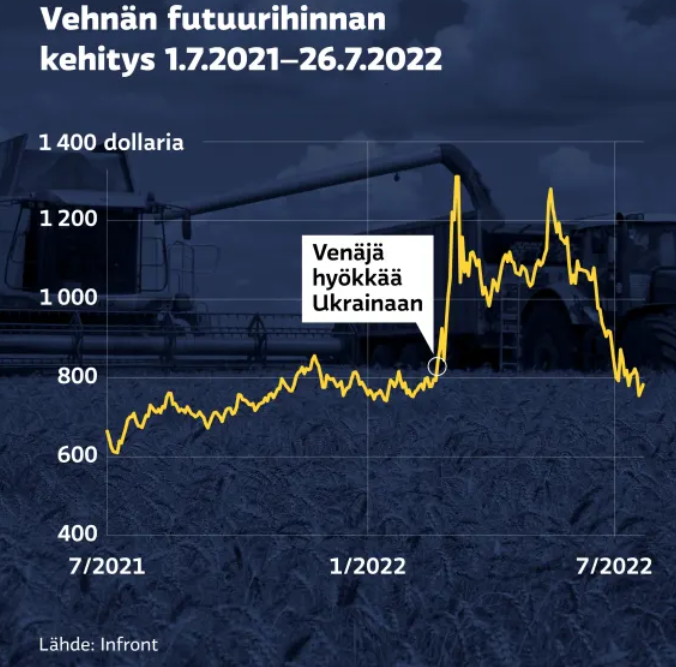 Vehnän futuurihinnan
kehitys 1.7.2021–26.7.2022
1 400 dollaria
1 200
Venäjä
hyökkää
Ukrainaan
1 000
800
600
400
7/2021 1/2022 7/2022
Lähde: Infront